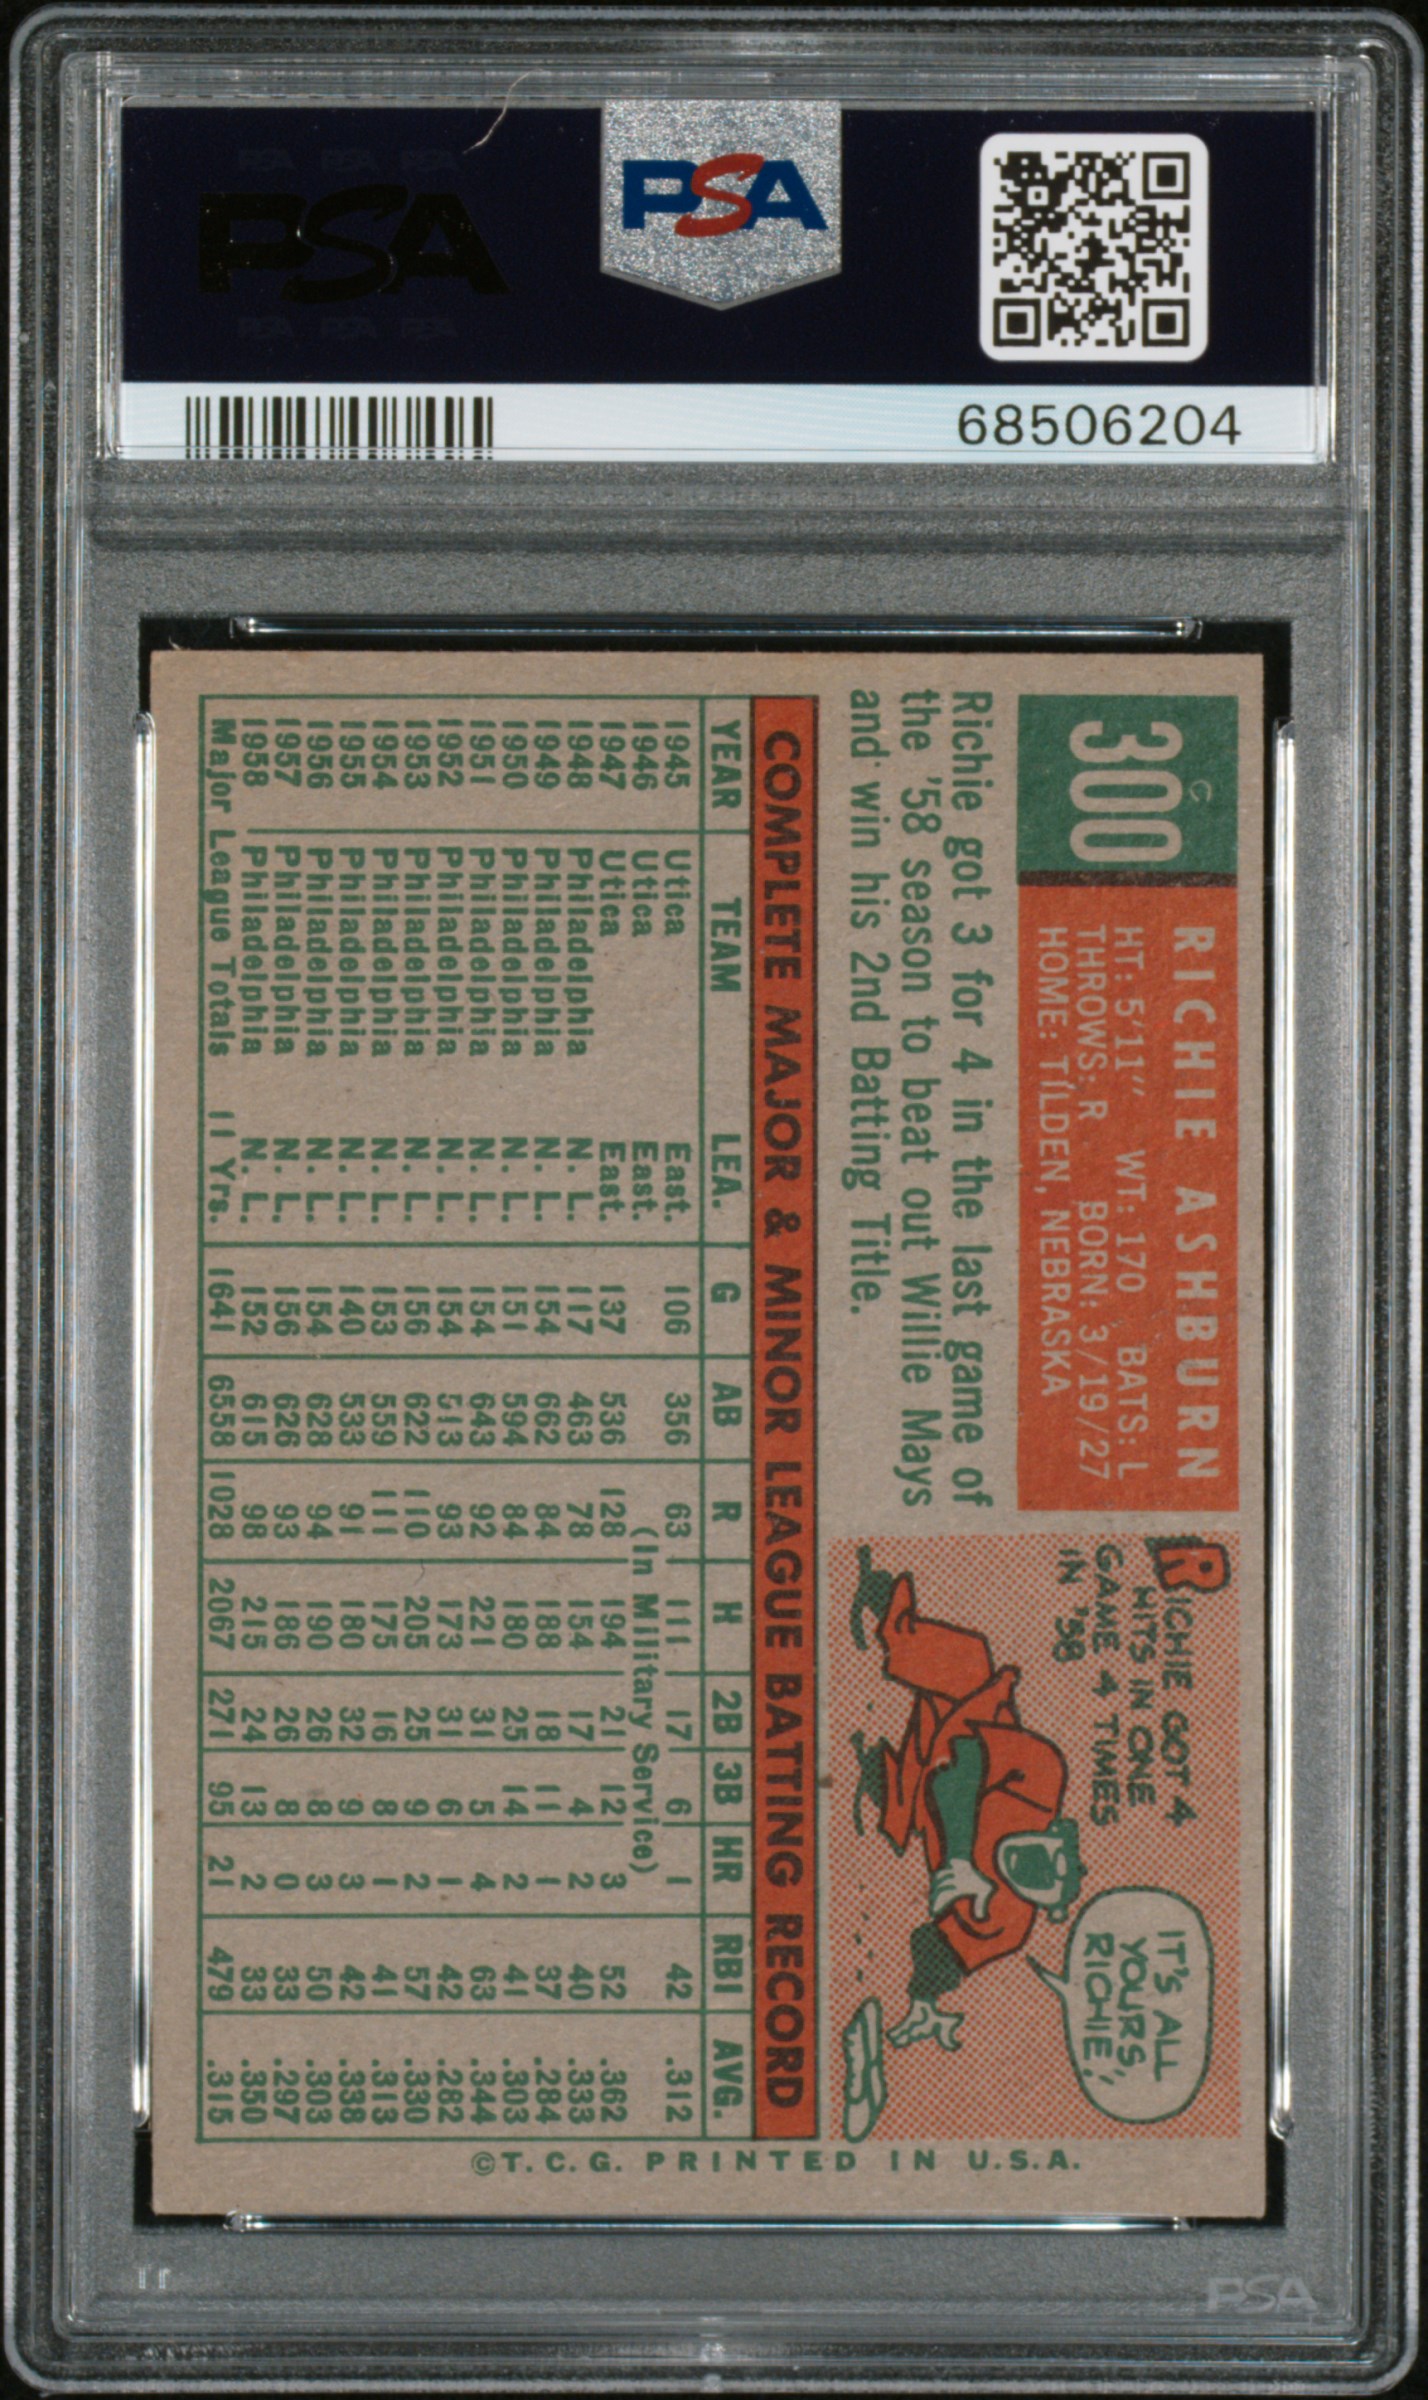 PSA PSA PSA
PSA
PSA PSA PSA
PSA
68506204
300
RICHIE ASHBURN
HT: 5'11" WT: 170 BATS: L
THROWS: R BORN: 3/19/27
HOME: TILDEN, NEBRASKA
Richie got 3 for 4 in the last game of
the '58 season to beat out Willie Mays
and win his 2nd Batting Title.
RICHIE GOT 4
HITS IN ONE
GAME 4 TIMES
IN '58
IT'S ALL
YOURS,
RICHIE!
COMPLETE MAJOR & MINOR LEAGUE BATTING RECORD
YEAR TEAM LEA. G AB R H 2B 3B HR RBI AVG.
1945 Utica East. 106 356 63 111 17 6 1 42 .312
1946 Utica East. (In Military Service)
1947 Utica East. 137 536 128 194 21 12 3 52 .362
1948 Philadelphia N. L. 117 463 78 154 17 4 2 40 .333
1949 Philadelphia N. L. 154 662 84 188 18 11 1 37 .284
1950 Philadelphia N. L. 151 594 84 180 25 14 2 41 .303
1951 Philadelphia N. L. 154 643 92 221 31 5 4 63 .344
1952 Philadelphia N. L. 154 513 93 173 31 6 1 42 .282
1953 Philadelphia N. L. 156 622 110 205 25 9 2 57 .330
1954 Philadelphia N. L. 153 559 111 175 16 8 1 41 .313
1955 Philadelphia N. L. 140 533 91 180 32 9 3 42 .338
1956 Philadelphia N. L. 154 628 94 190 26 8 3 50 .303
1957 Philadelphia N. L. 156 626 93 186 26 8 0 33 .297
1958 Philadelphia N. L. 152 615 98 215 24 13 2 33 .350
Major League Totals 11 Yrs. 1641 6558 1028 2067 271 95 21 479 .315
©T. C. G. PRINTED IN U.S.A.
PSA